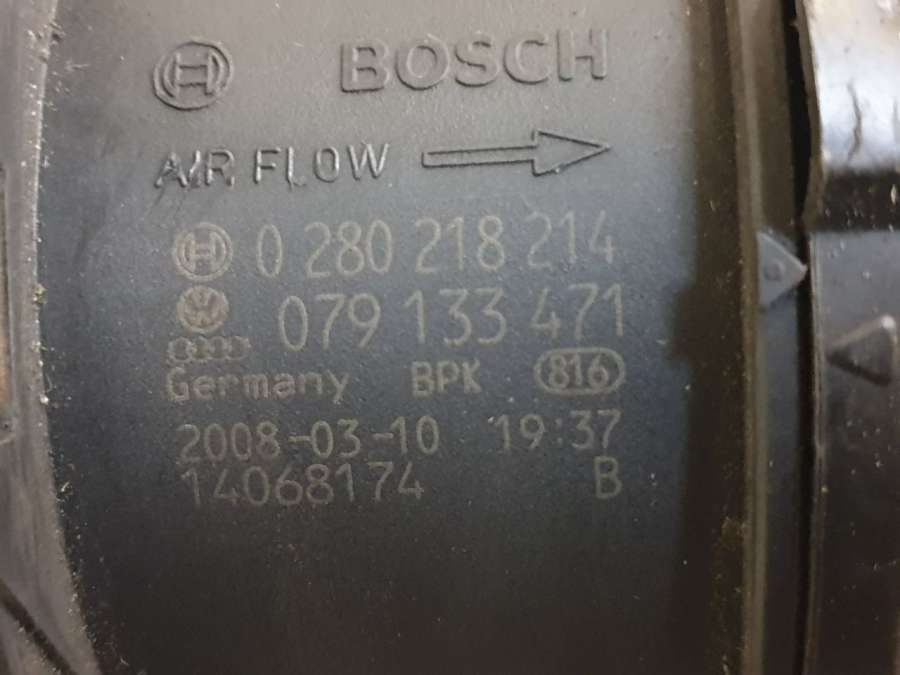 BOSCH
AIR FLOW
0 280 218 214
079 133 471
Germany BPK 816
2008-03-10 19:37
14068174 B